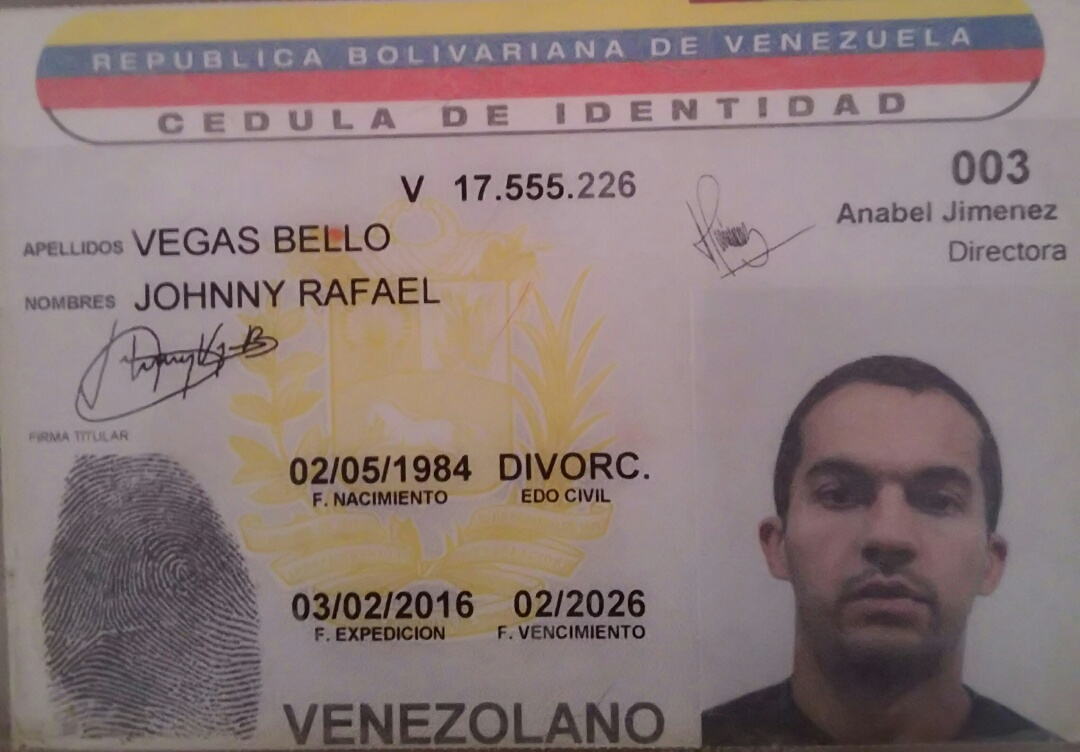 REPUBLICA BOLIVARIANA DE VENEZUELA
CEDULA DE IDENTIDAD
V 17.555.226
003
Anabel Jimenez
Directora
APELLIDOS VEGAS BELLO
NOMBRES JOHNNY RAFAEL
FIRMA TITULAR
02/05/1984 DIVORC.
F. NACIMIENTO EDO CIVIL
03/02/2016 02/2026
F. EXPEDICION F. VENCIMIENTO
VENEZOLANO